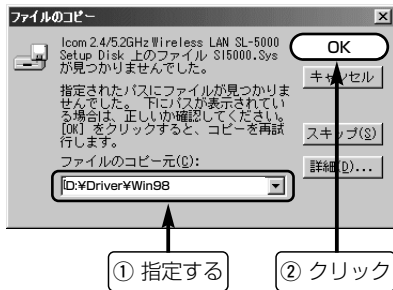 ファイルのコピー
Icom 2.4/5.2GHz Wireless LAN SL-5000
Setup Disk 上のファイル Sl5000.Sys
が見つかりませんでした。
指定されたパスにファイルが見つかりま
せんでした。 下にパスが表示されてい
る場合は、正しいか確認してください。
[OK] をクリックすると、コピーを再試
行します。
ファイルのコピー元(C):
D:¥Driver¥Win98
OK
キャンセル
スキップ(S)
詳細(D)...
① 指定する
② クリック